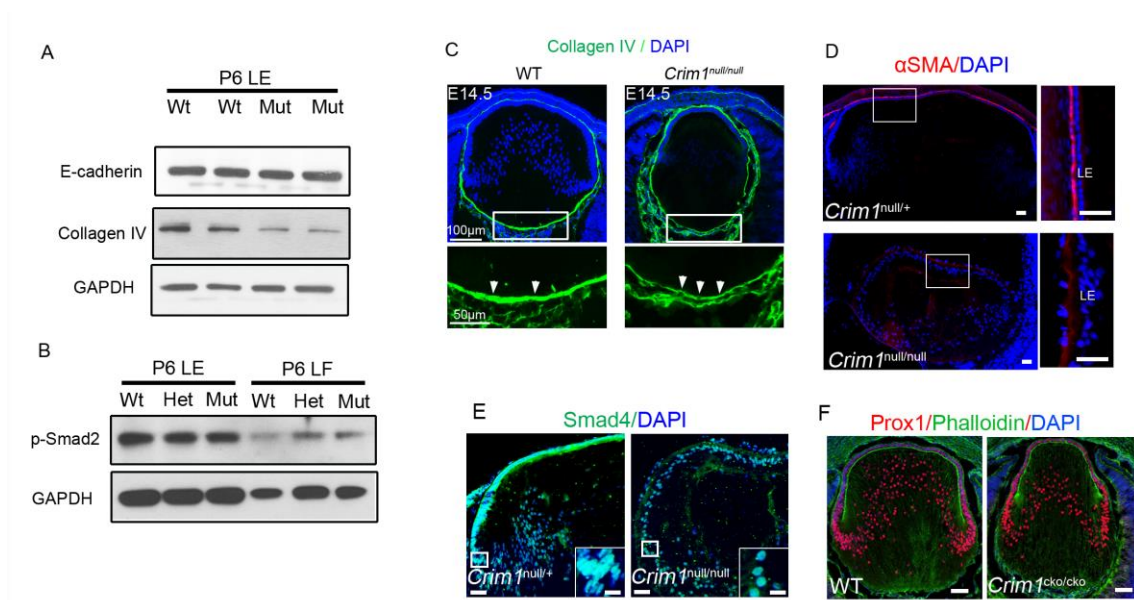 A
P6 LE
Wt Wt Mut Mut
E-cadherin
Collagen IV
GAPDH
B
P6 LE P6 LF
Wt Het Mut Wt Het Mut
p-Smad2
GAPDH
C
Collagen IV / DAPI
WT Crim1null/null
E14.5 E14.5
100µm
50µm
D
αSMA/DAPI
LE
Crim1null/+
LE
Crim1null/null
E
Smad4/DAPI
Crim1null/+ Crim1null/null
F
Prox1/Phalloidin/DAPI
WT Crim1cko/cko